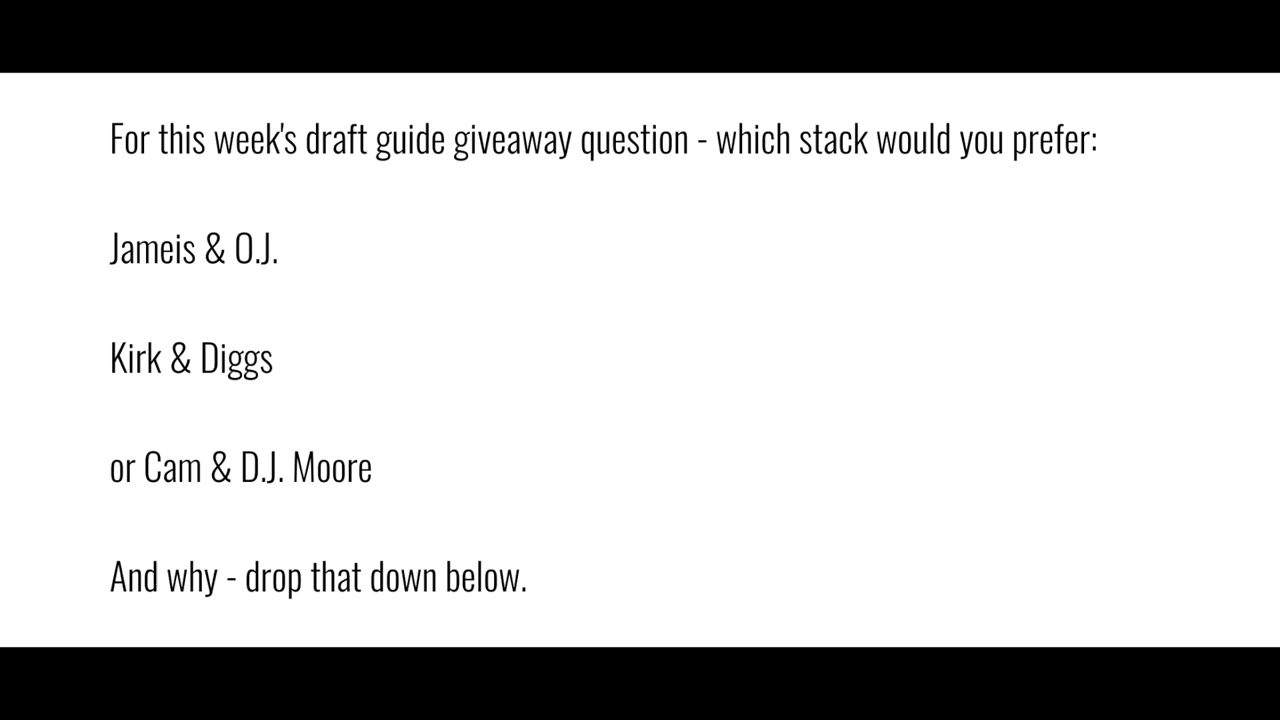 For this week's draft guide giveaway question - which stack would you prefer:
Jameis & O.J.
Kirk & Diggs
or Cam & D.J. Moore
And why - drop that down below.